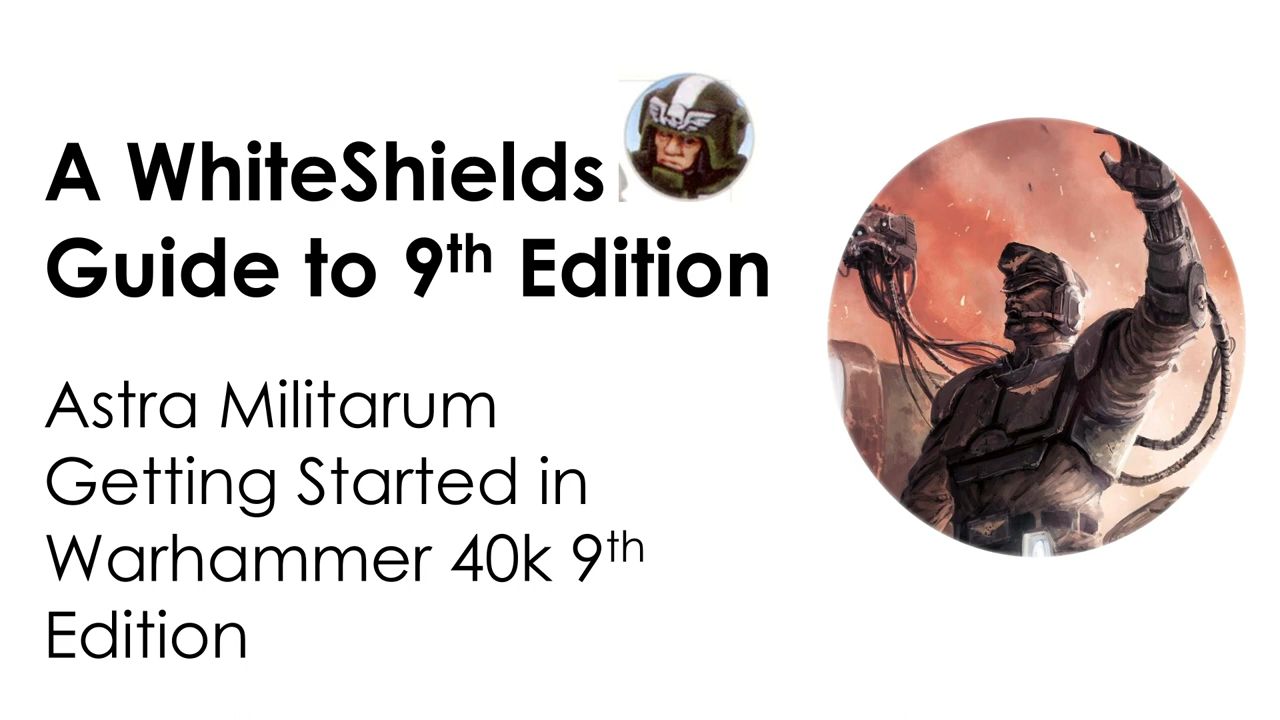 A WhiteShields
Guide to 9th Edition
Astra Militarum
Getting Started in
Warhammer 40k 9th
Edition